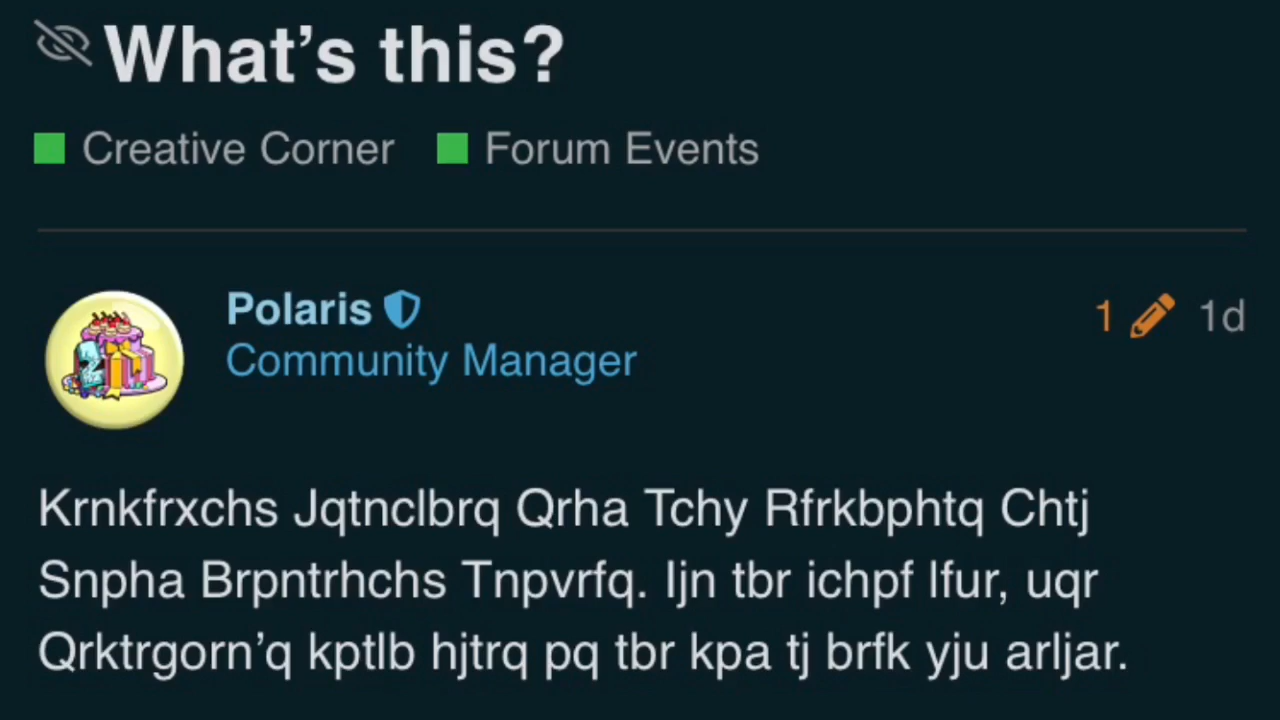 What’s this?
Creative Corner Forum Events
Polaris
1 1d
Community Manager
Krnkfrxchs Jqtnclbrq Qrha Tchy Rfrkbphtq Chtj
Snpha Brpntrhchs Tnpvrfq. Ijn tbr ichpf lfur, uqr
Qrktrgorn’q kptlb hjtrq pq tbr kpa tj brfk yju arljar.